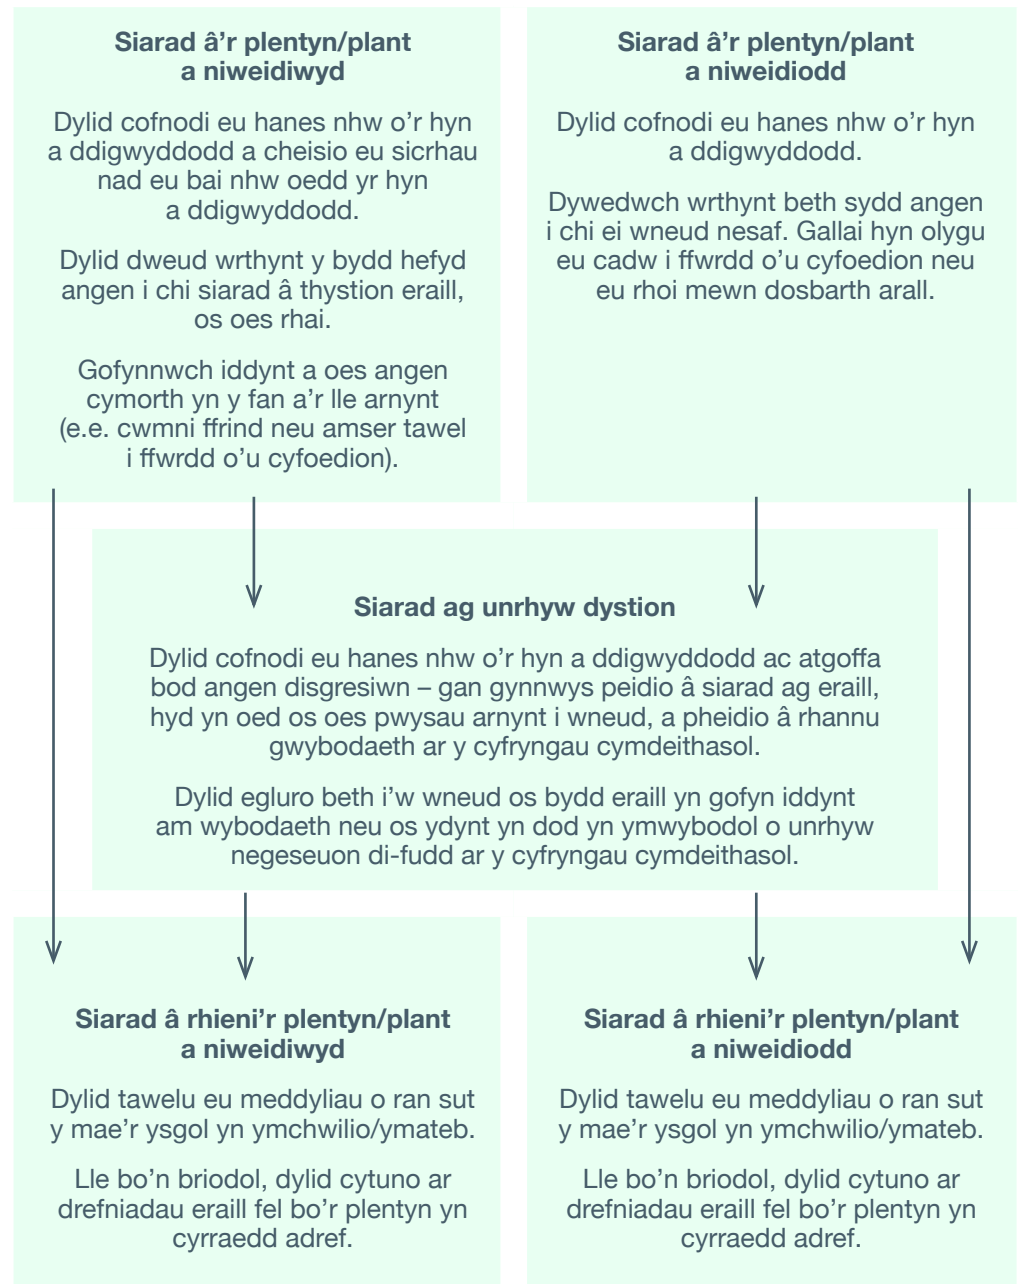 Siarad â’r plentyn/plant
a niweidiwyd
Dylid cofnodi eu hanes nhw o’r hyn
a ddigwyddodd a cheisio eu sicrhau
nad eu bai nhw oedd yr hyn
a ddigwyddodd.
Dylid dweud wrthynt y bydd hefyd
angen i chi siarad â thystion eraill,
os oes rhai.
Gofynnwch iddynt a oes angen
cymorth yn y fan a’r lle arnynt
(e.e. cwmni ffrind neu amser tawel
i ffwrdd o’u cyfoedion).
Siarad â’r plentyn/plant
a niweidiodd
Dylid cofnodi eu hanes nhw o’r hyn
a ddigwyddodd.
Dywedwch wrthynt beth sydd angen
i chi ei wneud nesaf. Gallai hyn olygu
eu cadw i ffwrdd o’u cyfoedion neu
eu rhoi mewn dosbarth arall.
Siarad ag unrhyw dystion
Dylid cofnodi eu hanes nhw o’r hyn a ddigwyddodd ac atgoffa
bod angen disgresiwn – gan gynnwys peidio â siarad ag eraill,
hyd yn oed os oes pwysau arnynt i wneud, a pheidio â rhannu
gwybodaeth ar y cyfryngau cymdeithasol.
Dylid egluro beth i’w wneud os bydd eraill yn gofyn iddynt
am wybodaeth neu os ydynt yn dod yn ymwybodol o unrhyw
negeseuon di-fudd ar y cyfryngau cymdeithasol.
Siarad â rhieni’r plentyn/plant
a niweidiwyd
Dylid tawelu eu meddyliau o ran sut
y mae’r ysgol yn ymchwilio/ymateb.
Lle bo’n briodol, dylid cytuno ar
drefniadau eraill fel bo’r plentyn yn
cyrraedd adref.
Siarad â rhieni’r plentyn/plant
a niweidiodd
Dylid tawelu eu meddyliau o ran sut
y mae’r ysgol yn ymchwilio/ymateb.
Lle bo’n briodol, dylid cytuno ar
drefniadau eraill fel bo’r plentyn yn
cyrraedd adref.